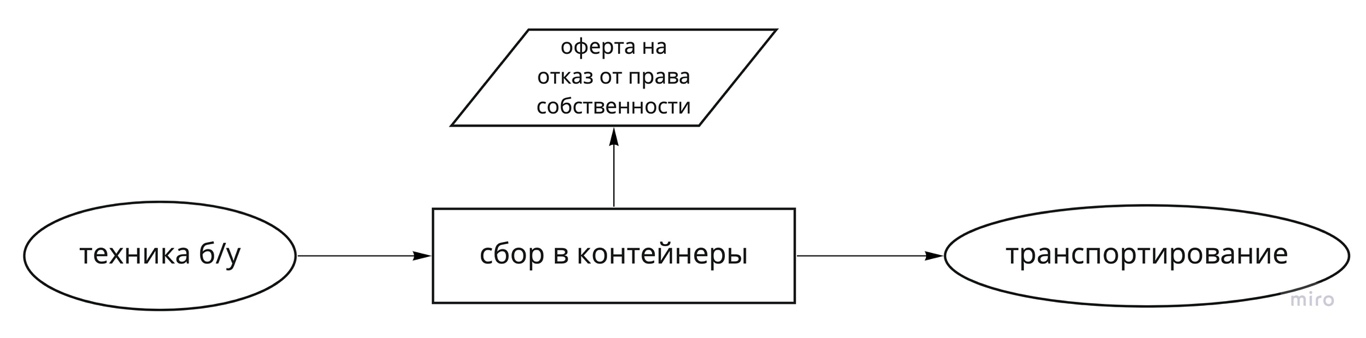 оферта на
отказ от права
собственности
техника б/у
сбор в контейнеры
транспортирование
miro